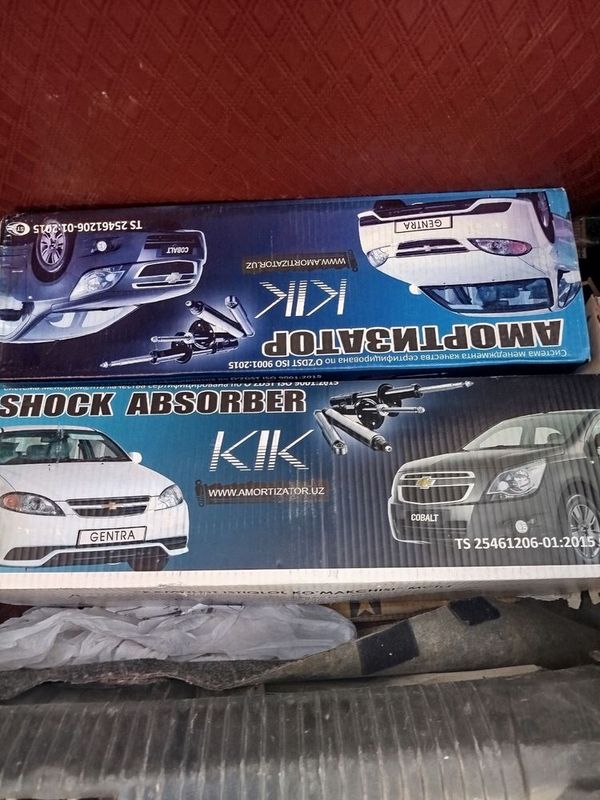 АМОРТИЗАТОР
Система менеджмента качества сертифицирована по
O'ZDST ISO 9001:2015
KIK
WWW.AMORTIZATOR.UZ
GENTRA
COBALT
TS 25461206-01:2015
SHOCK ABSORBER
KIK
WWW.AMORTIZATOR.UZ
GENTRA
COBALT
TS 25461206-01:2015